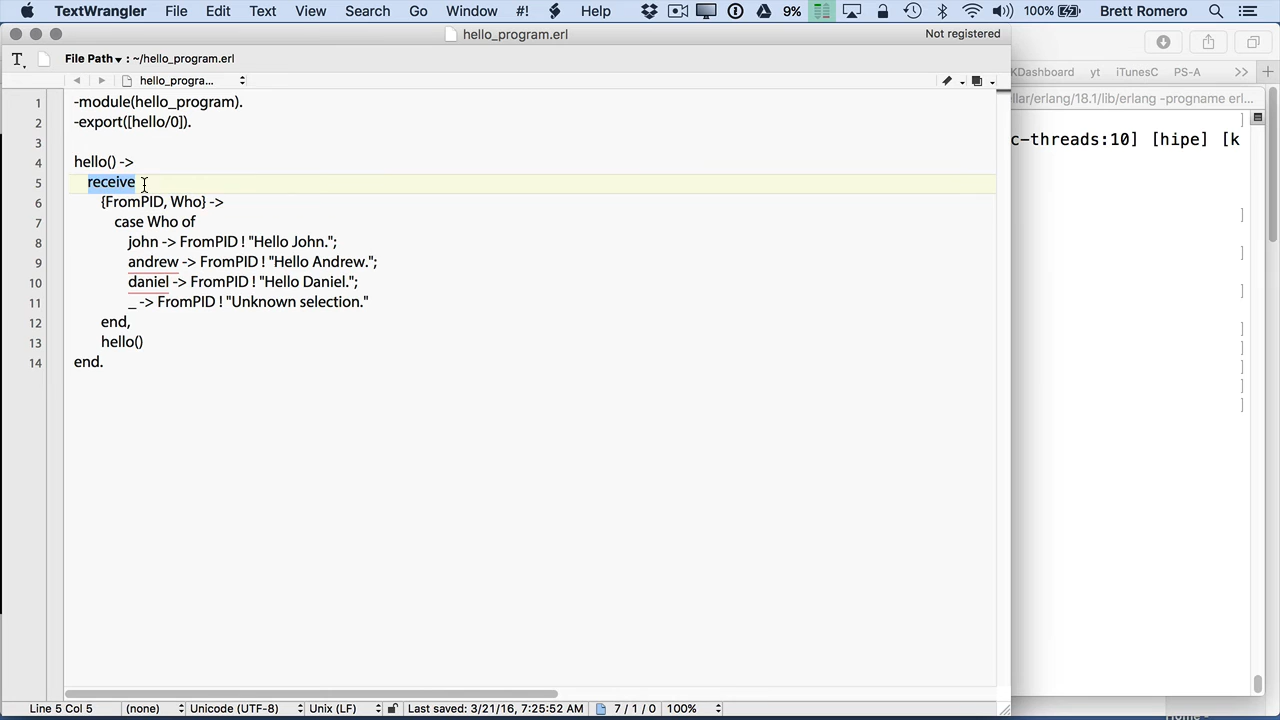 TextWrangler File Edit Text View Search Go Window #! Help 9% 100% Brett Romero
hello_program.erl
Not registered
File Path : ~/hello_program.erl
hello_progra...
KDashboard yt iTunesC PS-A >>
llar/erlang/18.1/lib/erlang -progname erl...
c-threads:10] [hipe] [k
1 -module(hello_program).
2 -export([hello/0]).
3
4 hello() ->
5 receive
6 {FromPID, Who} ->
7 case Who of
8 john -> FromPID ! "Hello John.";
9 andrew -> FromPID ! "Hello Andrew.";
10 daniel -> FromPID ! "Hello Daniel.";
11 _ -> FromPID ! "Unknown selection."
12 end,
13 hello()
14 end.
]
]
]
]
]
]
]
]
]
Line 5 Col 5 (none) Unicode (UTF-8) Unix (LF) Last saved: 3/21/16, 7:25:52 AM 7 / 1 / 0 100%